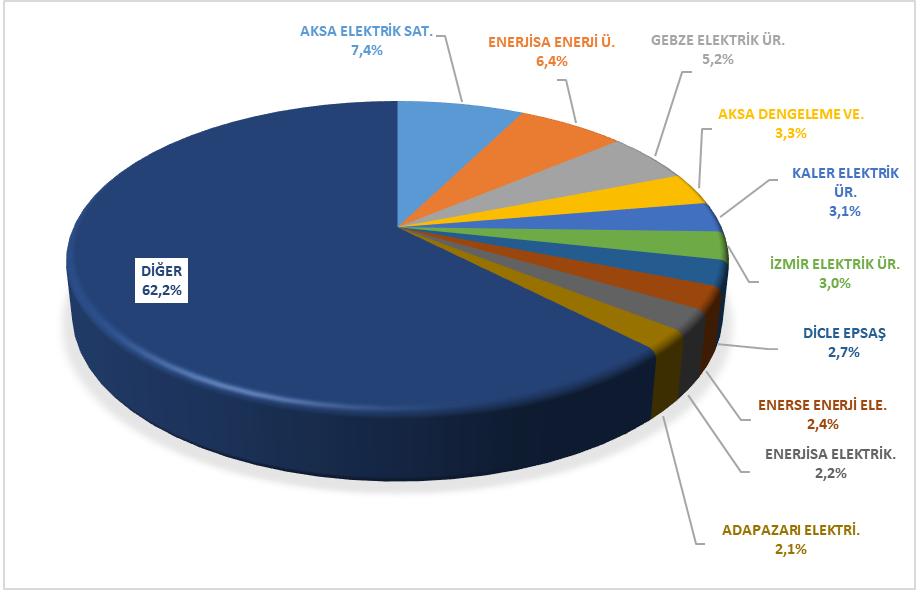 AKSA ELEKTRİK SAT.
7,4%
ENERJİSA ENERJİ Ü.
6,4%
GEBZE ELEKTRİK ÜR.
5,2%
AKSA DENGELEME VE.
3,3%
KALER ELEKTRİK
ÜR.
3,1%
İZMİR ELEKTRİK ÜR.
3,0%
DİCLE EPSAŞ
2,7%
ENERSE ENERJİ ELE.
2,4%
ENERJİSA ELEKTRİK.
2,2%
ADAPAZARI ELEKTRİ.
2,1%
DİĞER
62,2%